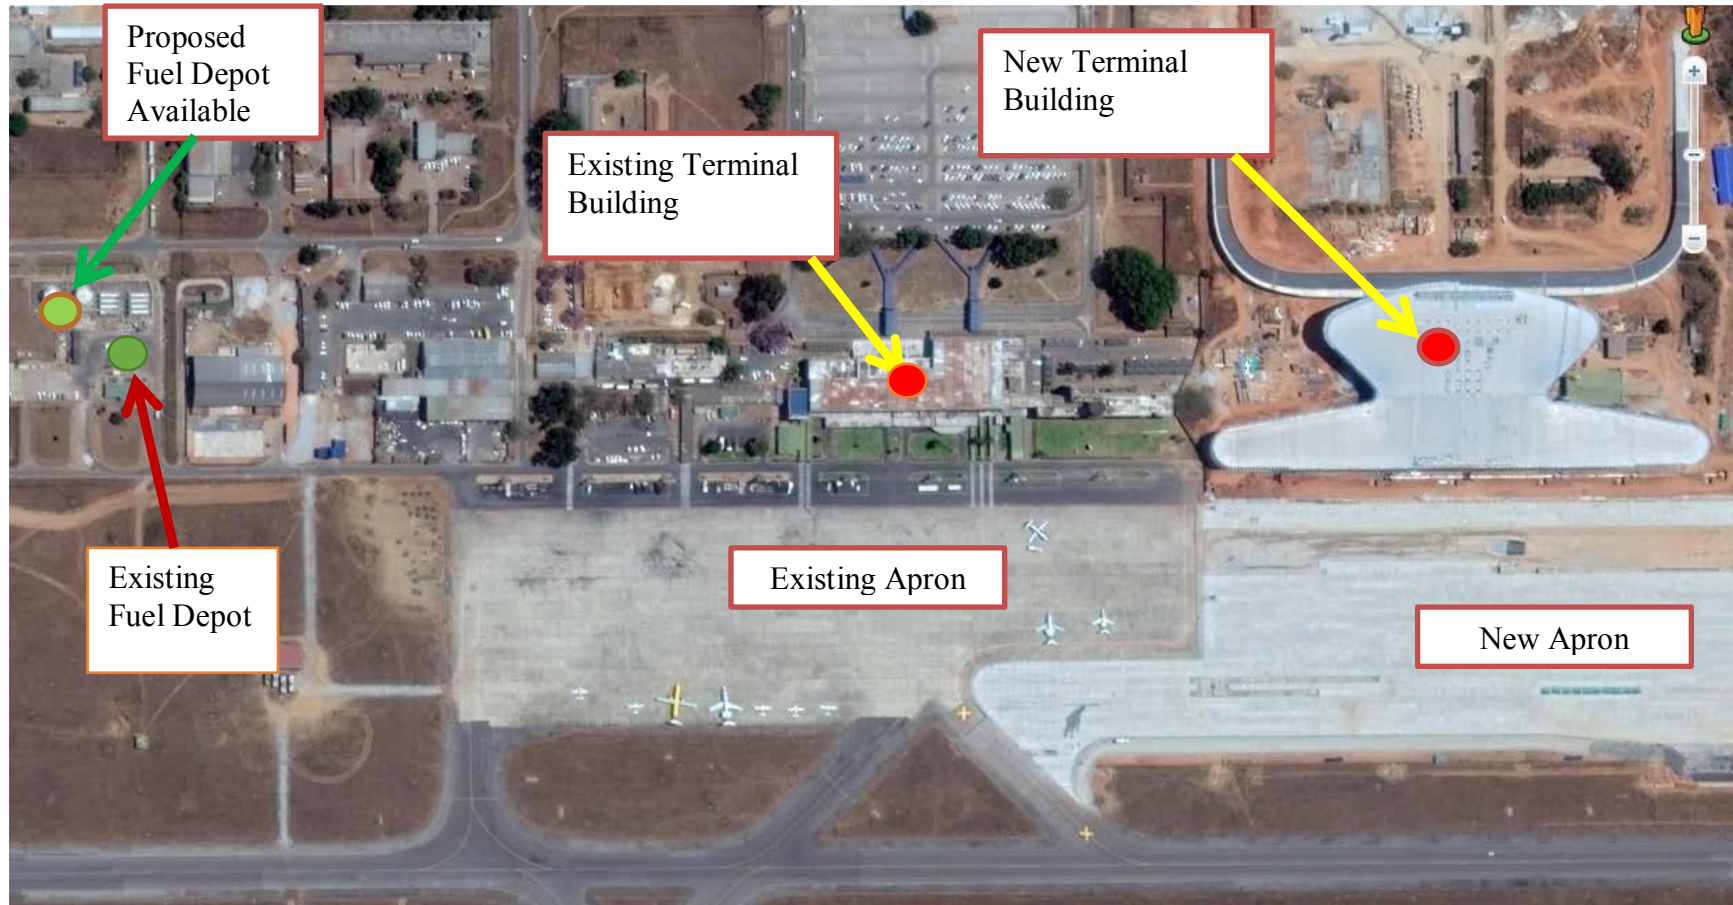 Proposed
Fuel Depot
Available
New Terminal
Building
Existing Terminal
Building
Existing Apron
Existing
Fuel Depot
New Apron